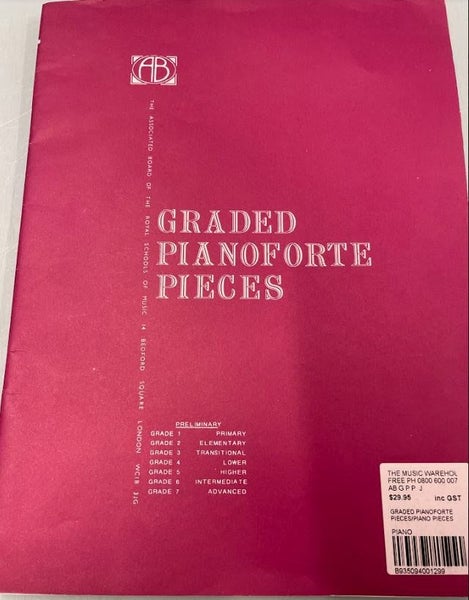 AB
THE ASSOCIATED BOARD OF THE ROYAL SCHOOLS OF MUSIC 14 BEDFORD SQUARE LONDON WC1B 3JG
GRADED
PIANOFORTE
PIECES
PRELIMINARY
GRADE 1 PRIMARY
GRADE 2 ELEMENTARY
GRADE 3 TRANSITIONAL
GRADE 4 LOWER
GRADE 5 HIGHER
GRADE 6 INTERMEDIATE
GRADE 7 ADVANCED
THE MUSIC WAREHOU
FREE PH 0800 600 007
AB G P P J
$29.95 inc GST
GRADED PIANOFORTE
PIECES/PIANO PIECES
PIANO
B935094001299